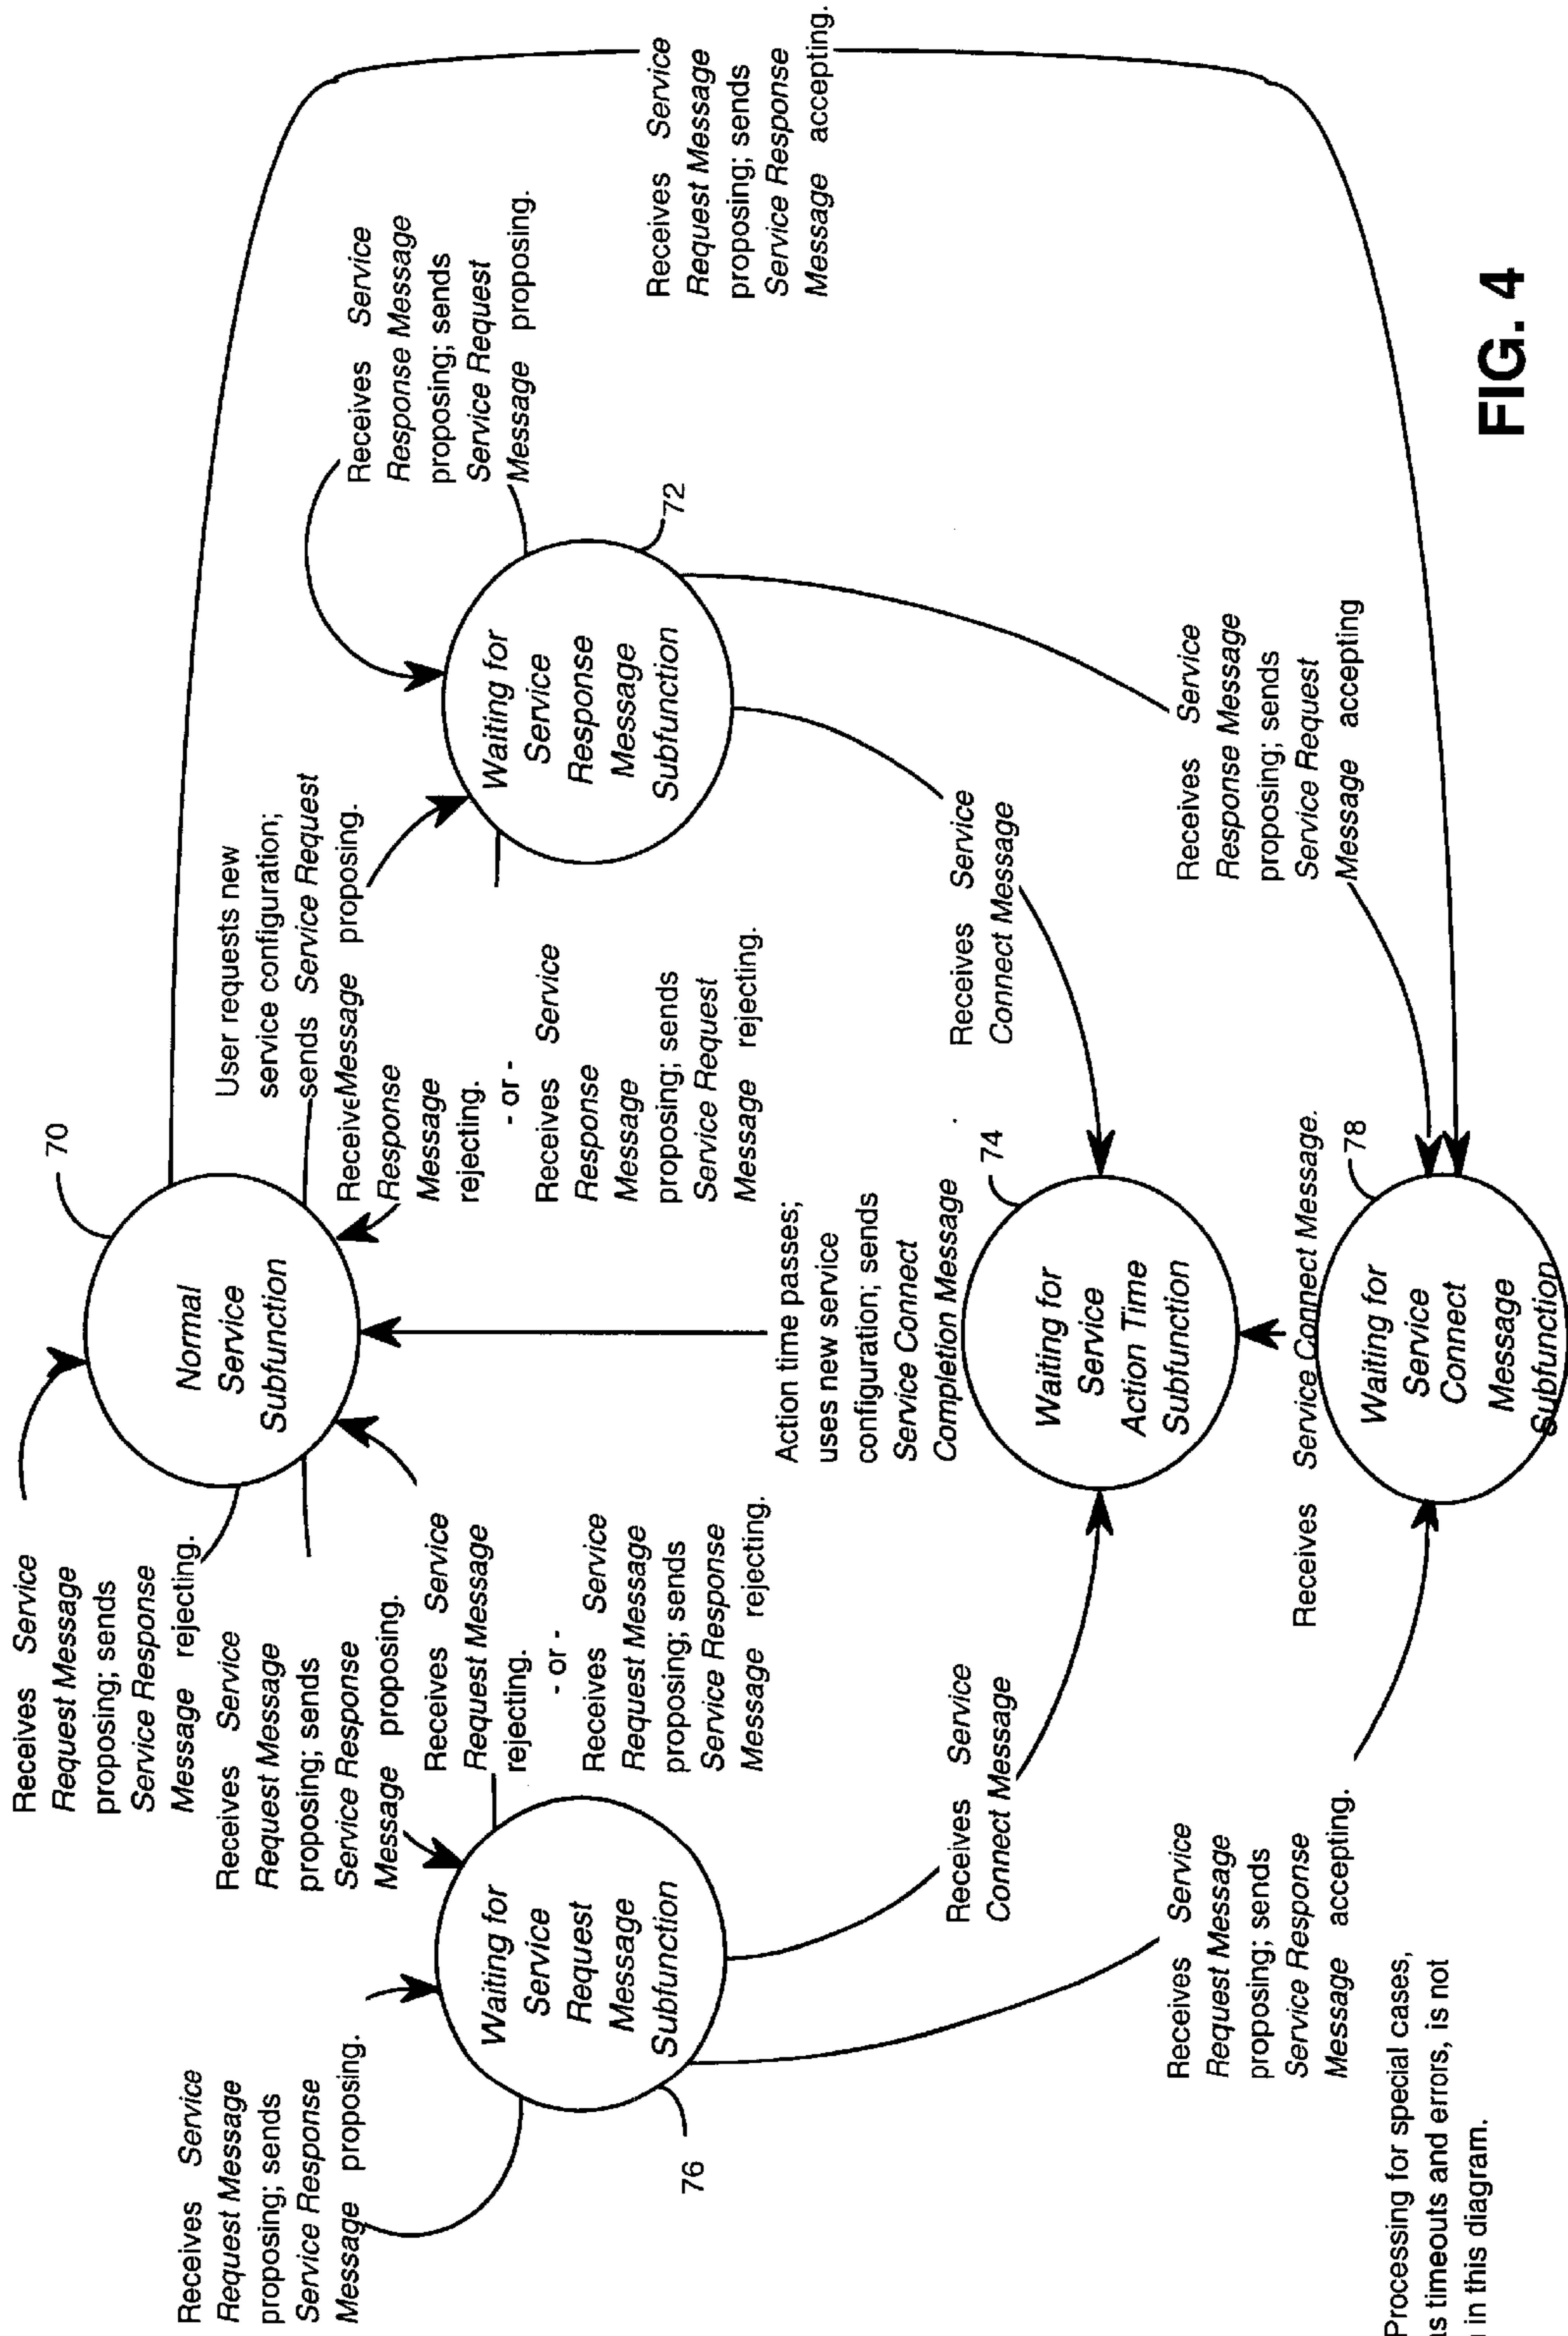 Receives Service
Request Message
proposing; sends
Service Response
Message rejecting.
70
Receives Service
Request Message
proposing; sends
Service Response
Message proposing.
Normal
Service
Subfunction
User requests new
service configuration;
sends Service Request
Message proposing.
Receives Service
Request Message
proposing; sends
Service Response
Message proposing.
Receives Service
Request Message
rejecting.
- or -
Receives Service
Request Message
proposing; sends
Service Response
Message rejecting.
Receive
Response
Message
rejecting.
- or -
Receives Service
Response
Message
proposing; sends
Service Request
Message rejecting.
Receives Service
Response Message
proposing; sends
Service Request
Message proposing.
Waiting for
Service
Request
Message
Subfunction
76
Waiting for
Service
Response
Message
Subfunction
72
Receives Service
Request Message
proposing; sends
Service Response
Message accepting.
Action time passes;
uses new service
configuration; sends
Service Connect
Completion Message
Receives Service
Connect Message
Receives Service
Connect Message
74
Waiting for
Service
Action Time
Subfunction
Receives Service
Request Message
proposing; sends
Service Response
Message accepting.
Receives Service
Response Message
proposing; sends
Service Request
Message accepting
Receives Service Connect Message.
78
Waiting for
Service
Connect
Message
Subfunction
Processing for special cases,
as timeouts and errors, is not
in this diagram.
FIG. 4